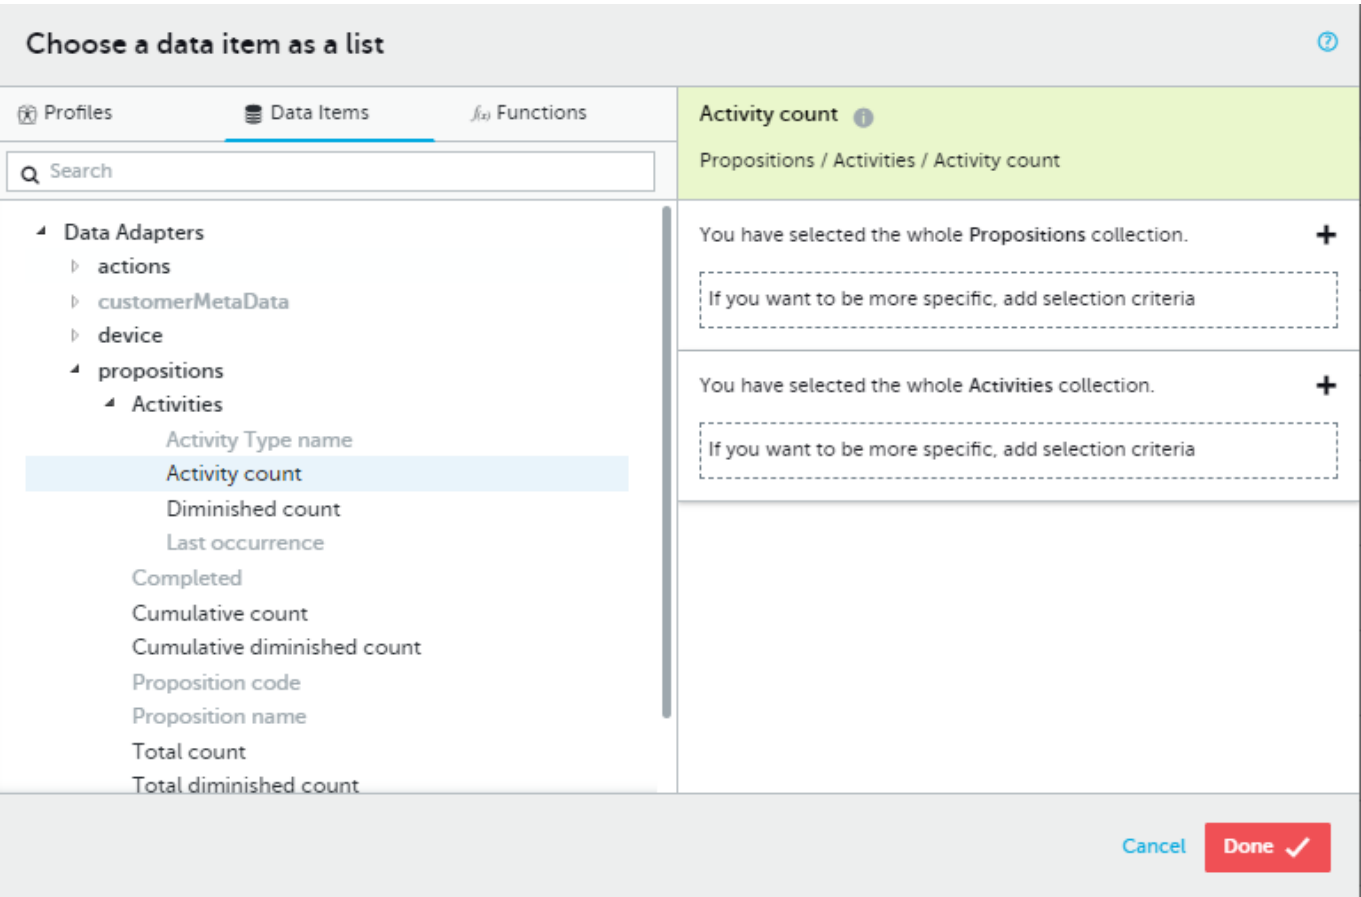 Choose a data item as a list
Profiles
Data Items
f(x) Functions
Search
Data Adapters
actions
customerMetaData
device
propositions
Activities
Activity Type name
Activity count
Diminished count
Last occurrence
Completed
Cumulative count
Cumulative diminished count
Proposition code
Proposition name
Total count
Total diminished count
Activity count
Propositions / Activities / Activity count
You have selected the whole Propositions collection.
If you want to be more specific, add selection criteria
You have selected the whole Activities collection.
If you want to be more specific, add selection criteria
Cancel
Done